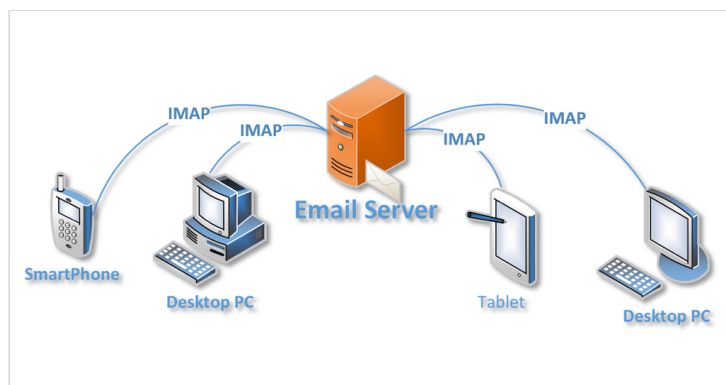 IMAP
IMAP
IMAP
IMAP
Email Server
SmartPhone
Desktop PC
Tablet
Desktop PC